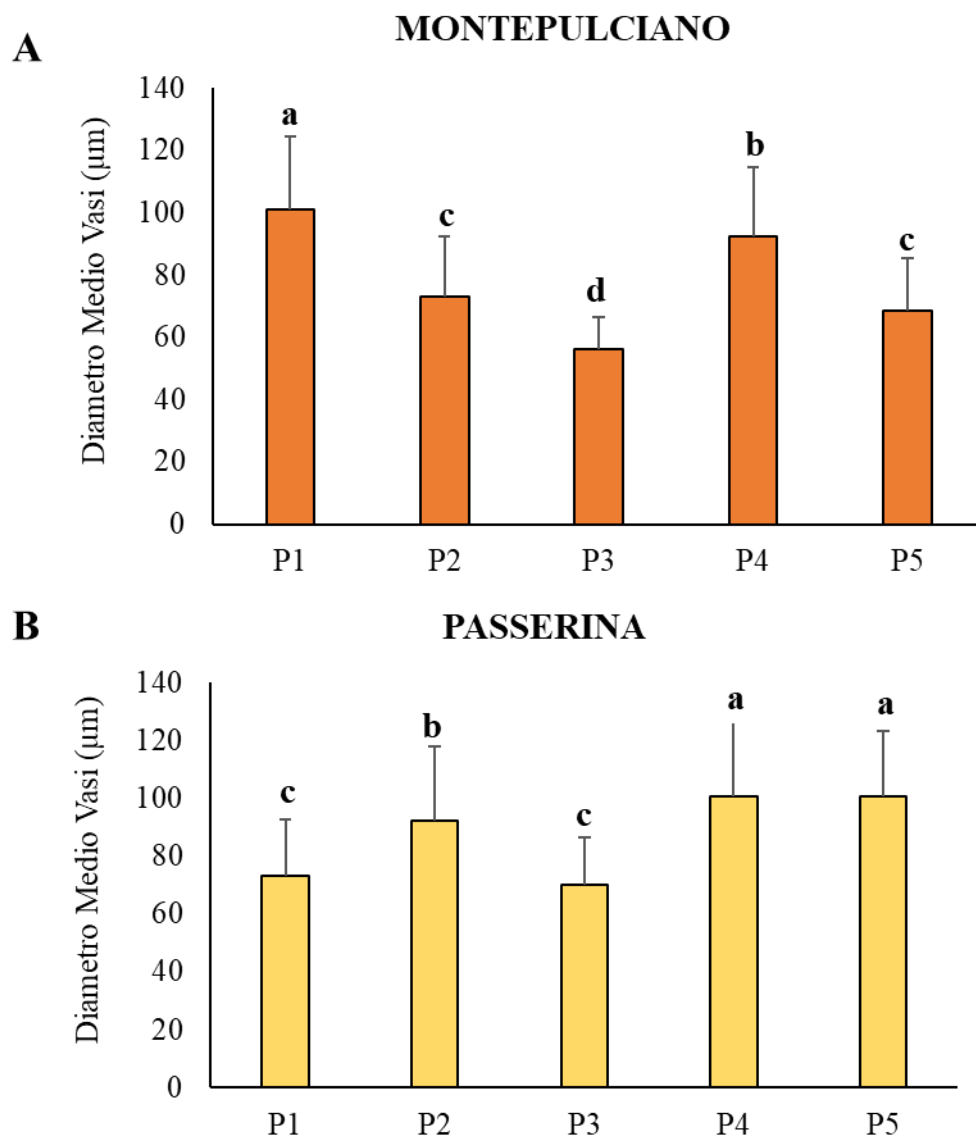 A
MONTEPULCIANO
Diametro Medio Vasi (µm)
140
120
100
80
60
40
20
0
a
c
d
b
c
P1 P2 P3 P4 P5
B
PASSERINA
Diametro Medio Vasi (µm)
140
120
100
80
60
40
20
0
c
b
c
a
a
P1 P2 P3 P4 P5